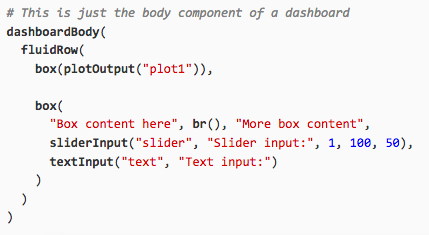 # This is just the body component of a dashboard
dashboardBody(
  fluidRow(
    box(plotOutput("plot1")),

    box(
      "Box content here", br(), "More box content",
      sliderInput("slider", "Slider input:", 1, 100, 50),
      textInput("text", "Text input:")
    )
  )
)